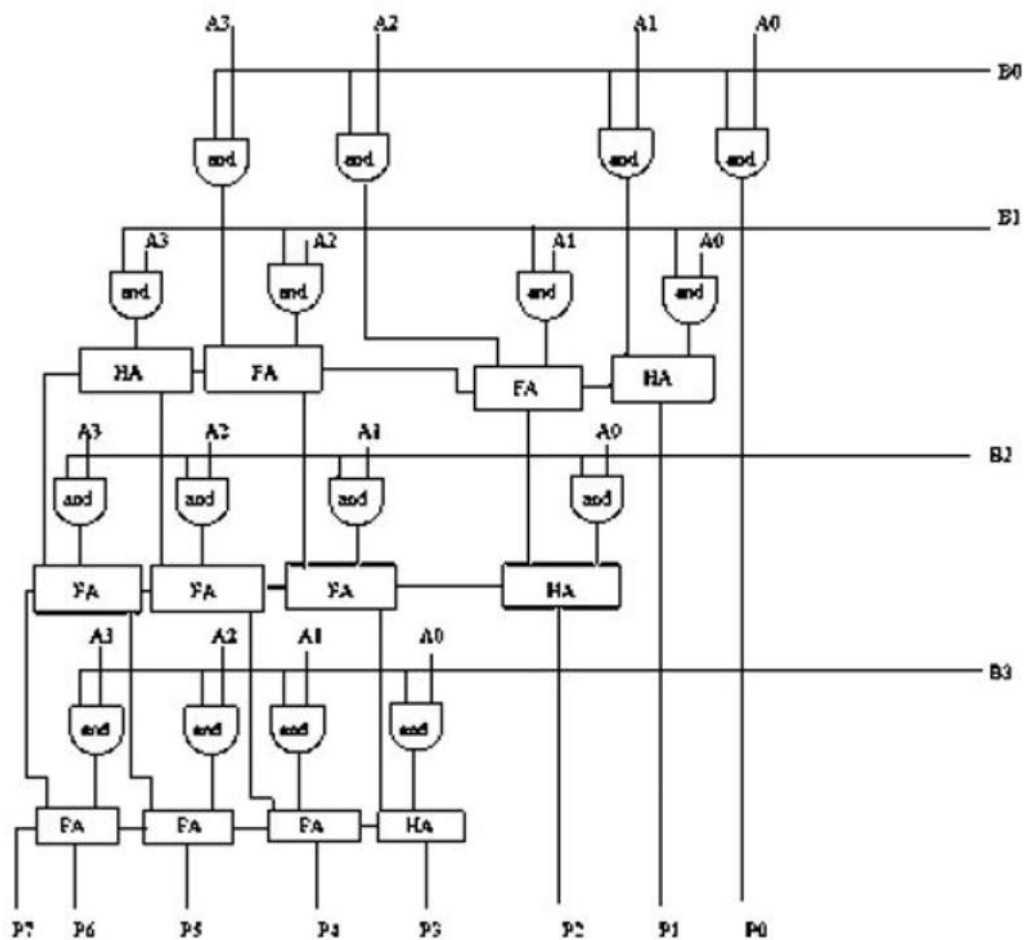 A3 A2 A1 A0
B0
and and and and
B1
A3 A2 A1 A0
and and and and
HA FA FA HA
A3 A2 A1 A0
B2
and and and and
FA FA FA HA
A3 A2 A1 A0
B3
and and and and
FA FA FA HA
P7 P6 P5 P4 P3 P2 P1 P0